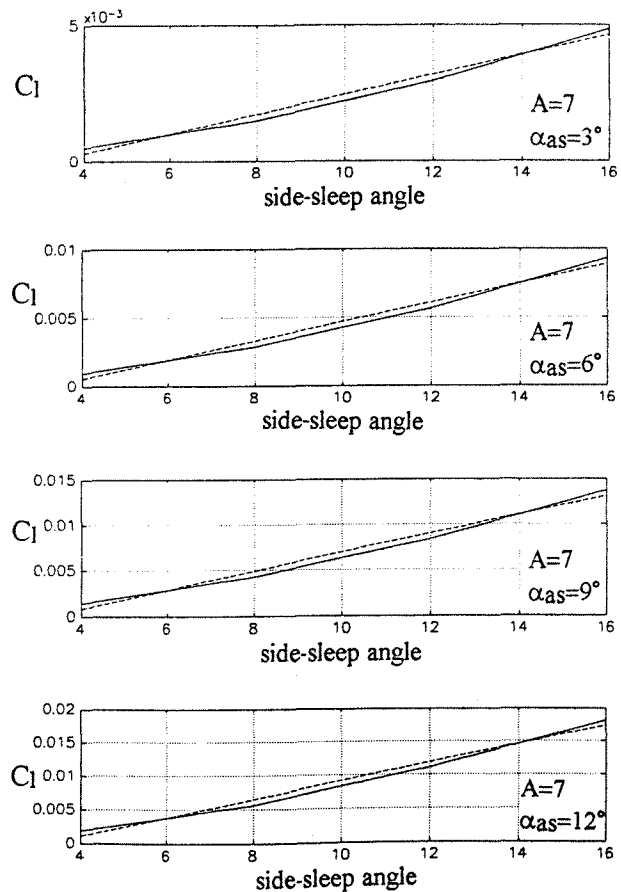 ×10⁻³
5
Cl
0
A=7
αas=3°
4 6 8 10 12 14 16
side-sleep angle
0.01
Cl
0.005
0
A=7
αas=6°
4 6 8 10 12 14 16
side-sleep angle
0.015
Cl
0.01
0.005
0
A=7
αas=9°
4 6 8 10 12 14 16
side-sleep angle
0.02
0.015
Cl
0.01
0.005
0
A=7
αas=12°
4 6 8 10 12 14 16
side-sleep angle